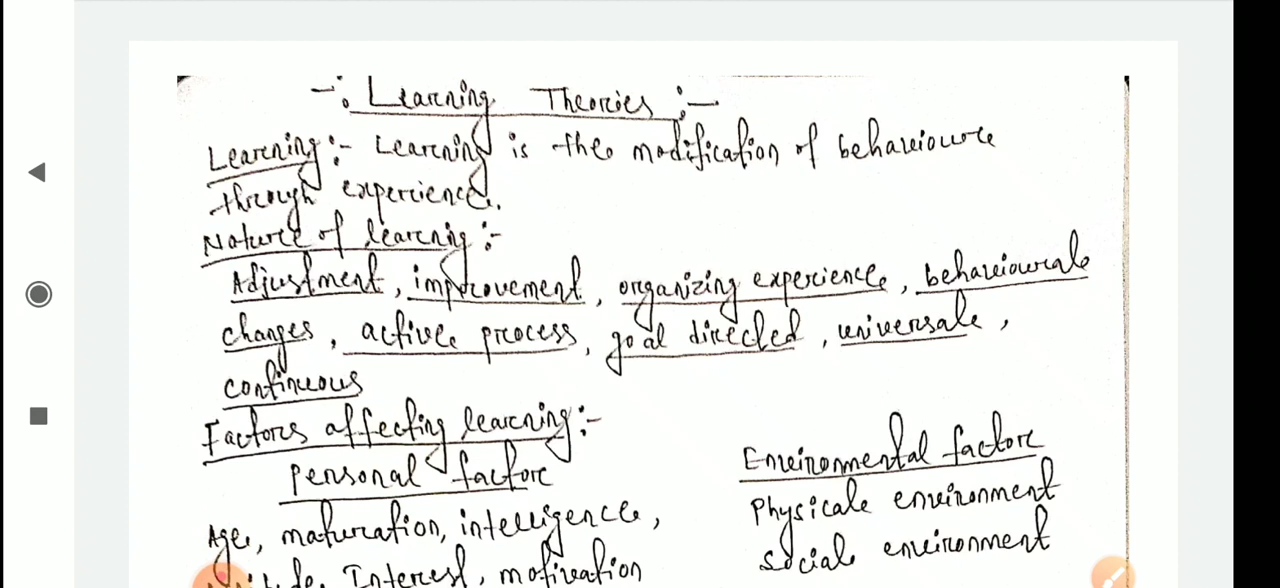 -: Learning Theories :-
Learning :- Learning is the modification of behaviour
through experience.
Nature of learning :-
Adjustment, improvement, organizing experience, behavioural
changes, active process, goal directed, universal,
continuous
Factors affecting learning :-
Personal factor
Age, maturation, intelligence,
Interest, motivation
Environmental factor
Physical environment
social environment